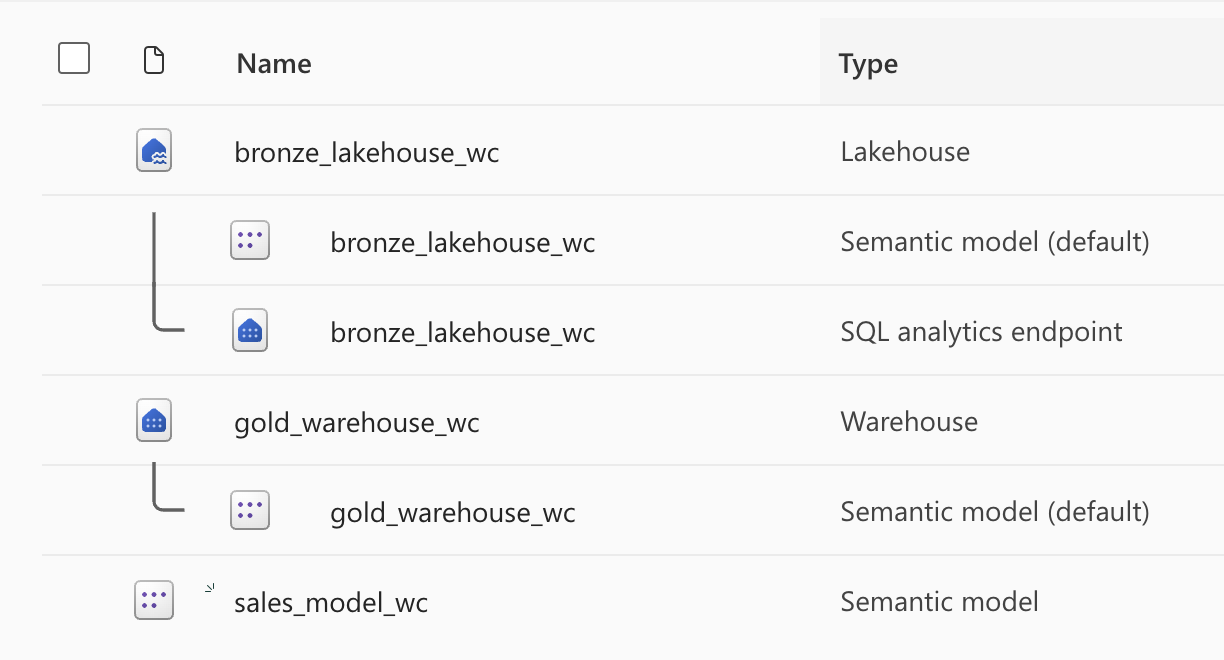 Name Type
bronze_lakehouse_wc Lakehouse
bronze_lakehouse_wc Semantic model (default)
bronze_lakehouse_wc SQL analytics endpoint
gold_warehouse_wc Warehouse
gold_warehouse_wc Semantic model (default)
sales_model_wc Semantic model